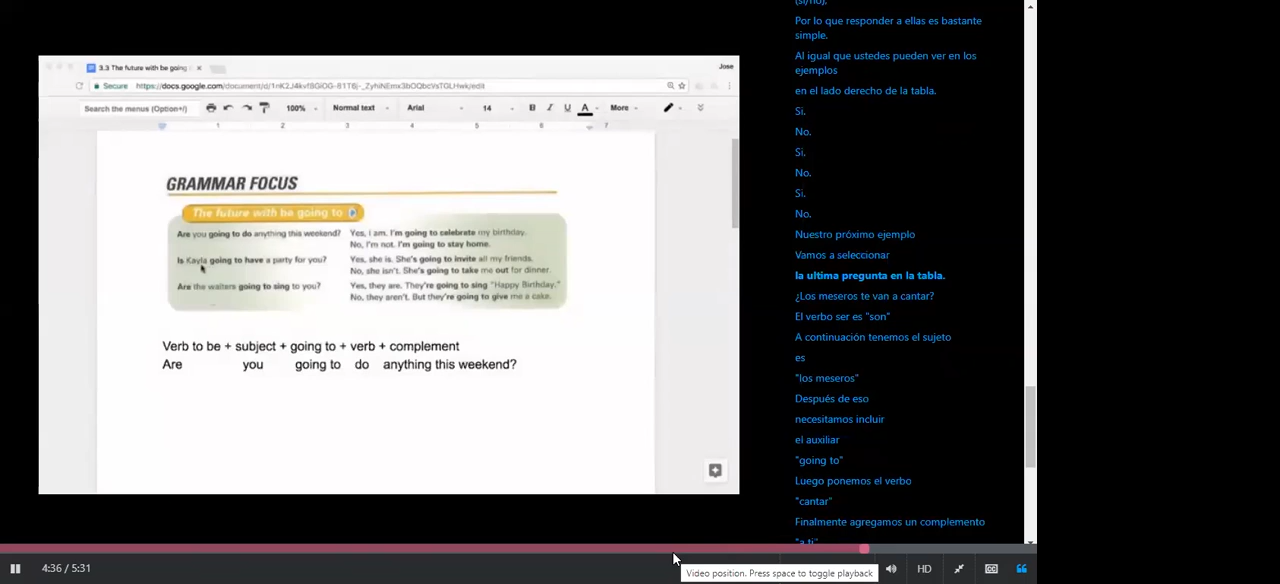 (si/no),
Por lo que responder a ellas es bastante
simple.
Al igual que ustedes pueden ver en los
ejemplos
en el lado derecho de la tabla.
Si.
No.
Si.
No.
Si.
No.
Nuestro próximo ejemplo
Vamos a seleccionar
la ultima pregunta en la tabla.
¿Los meseros te van a cantar?
El verbo ser es "son"
A continuación tenemos el sujeto
es
"los meseros"
Después de eso
necesitamos incluir
el auxiliar
"going to"
Luego ponemos el verbo
"cantar"
Finalmente agregamos un complemento
"a ti"
3.3 The future with be going
Jose
Secure
Search the menus (Option+/) 100% Normal text Arial 14 B I U A More
1 2 3 4 5 6 7
GRAMMAR FOCUS
The future with be going to
Are you going to do anything this weekend? Yes, I am. I'm going to celebrate my birthday.
No, I'm not. I'm going to stay home.
Is Kayla going to have a party for you? Yes, she is. She's going to invite all my friends.
No, she isn't. She's going to take me out for dinner.
Are the waiters going to sing to you? Yes, they are. They're going to sing "Happy Birthday."
No, they aren't. But they're going to give me a cake.
Verb to be + subject + going to + verb + complement
Are you going to do anything this weekend?
4:36 / 5:31
Video position. Press space to toggle playback
HD
CC